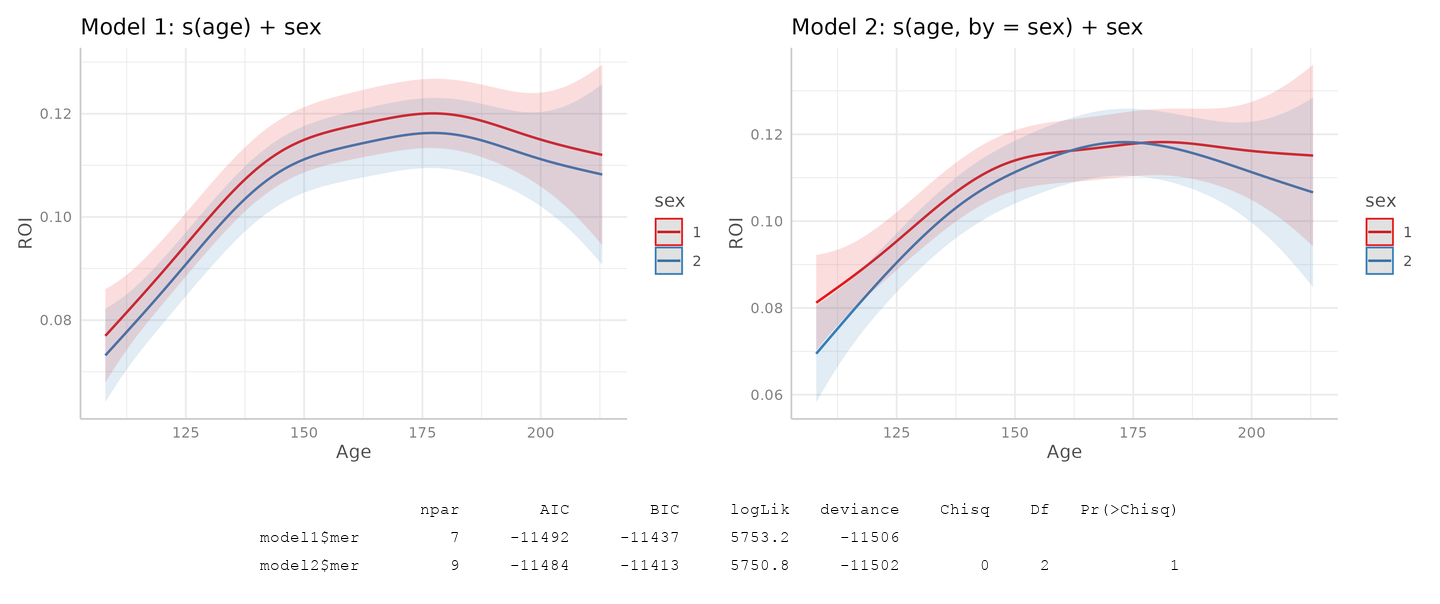 Model 1: s(age) + sex
0.12
0.10
0.08
ROI
125 150 175 200
Age
sex
1
2
Model 2: s(age, by = sex) + sex
0.12
0.10
0.08
0.06
ROI
125 150 175 200
Age
sex
1
2
npar AIC BIC logLik deviance Chisq Df Pr(>Chisq)
model1$mer 7 -11492 -11437 5753.2 -11506
model2$mer 9 -11484 -11413 5750.8 -11502 0 2 1